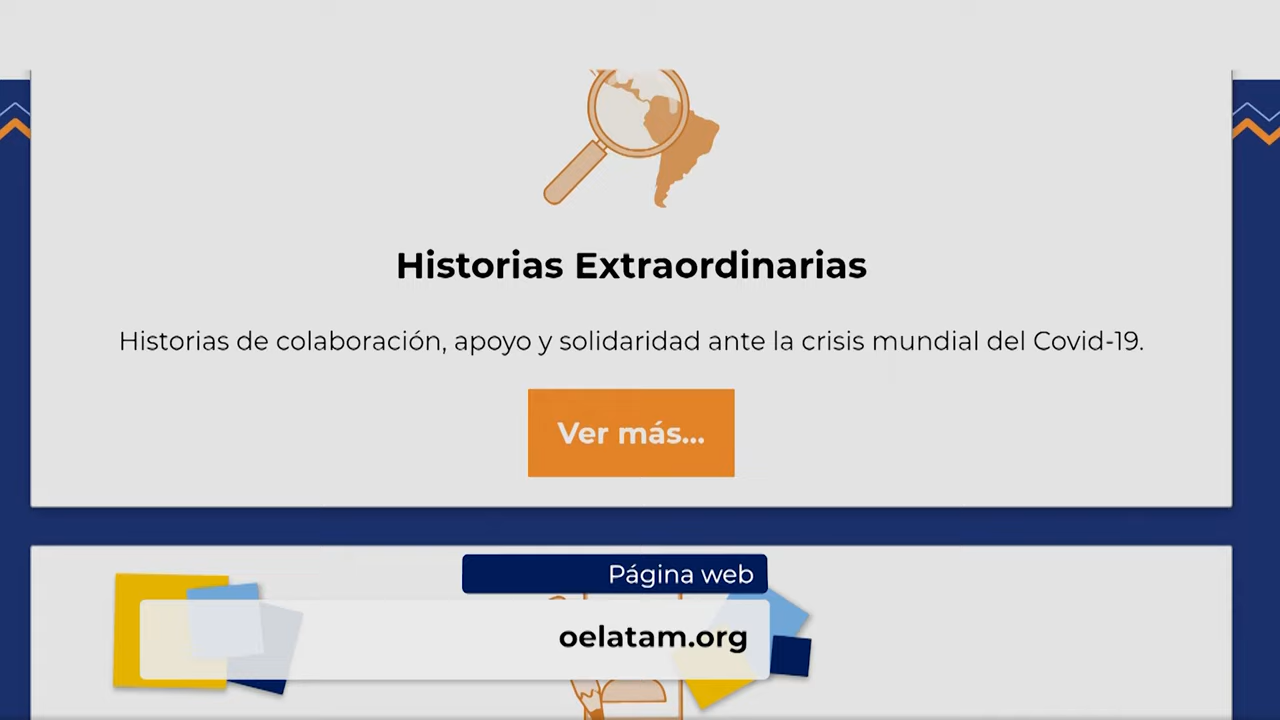 Historias Extraordinarias
Historias de colaboración, apoyo y solidaridad ante la crisis mundial del Covid-19.
Ver más...
Página web
oelatam.org